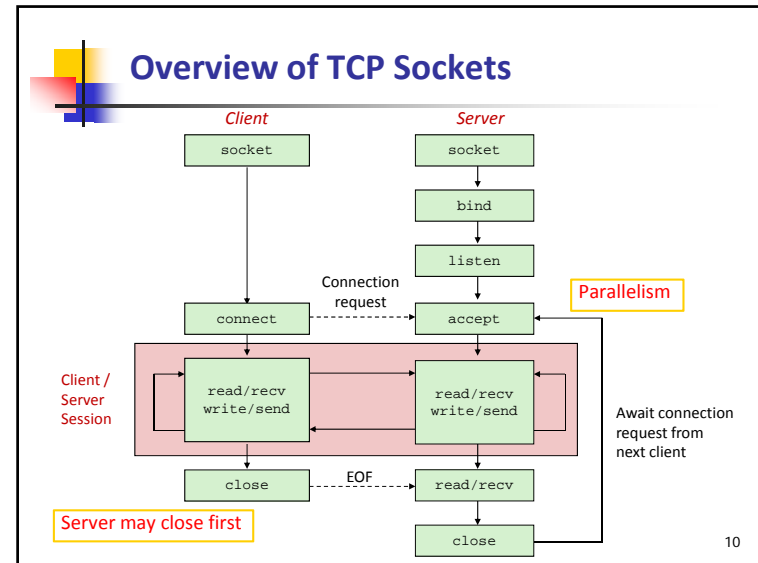 Overview of TCP Sockets
Client
Server
socket
socket
bind
listen
Connection
request
Parallelism
connect
accept
Client /
Server
Session
read/recv
write/send
read/recv
write/send
Await connection
request from
next client
close
EOF
read/recv
Server may close first
close
10